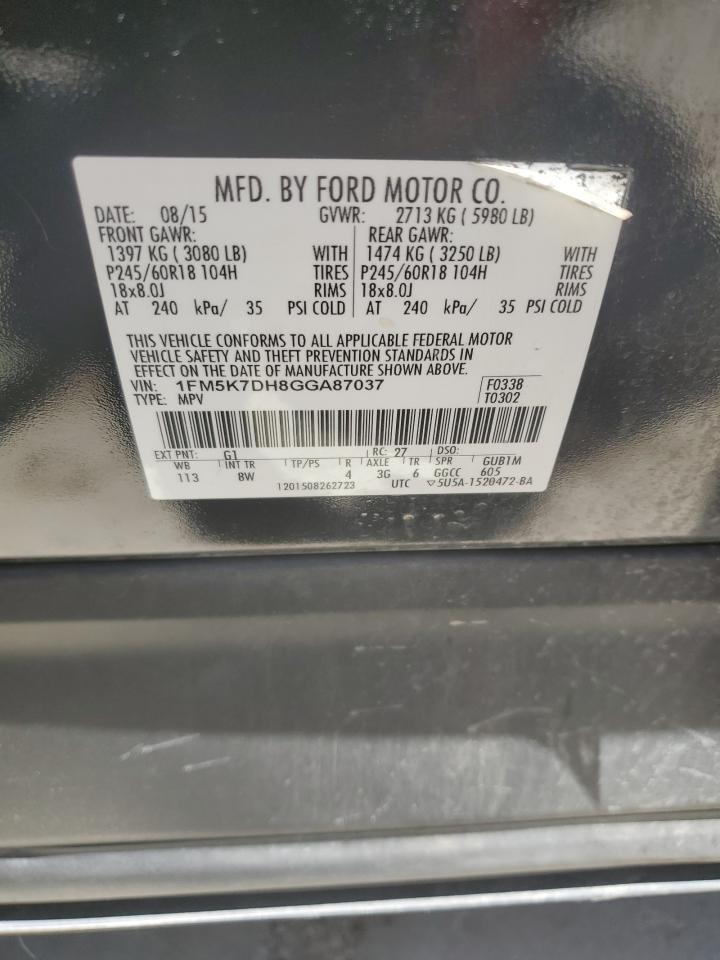 MFD. BY FORD MOTOR CO.
DATE: 08/15 GVWR: 2713 KG ( 5980 LB)
FRONT GAWR: REAR GAWR:
1397 KG ( 3080 LB) WITH 1474 KG ( 3250 LB) WITH
P245/60R18 104H TIRES P245/60R18 104H TIRES
18x8.0J RIMS 18x8.0J RIMS
AT 240 kPa/ 35 PSI COLD AT 240 kPa/ 35 PSI COLD
THIS VEHICLE CONFORMS TO ALL APPLICABLE FEDERAL MOTOR
VEHICLE SAFETY AND THEFT PREVENTION STANDARDS IN
EFFECT ON THE DATE OF MANUFACTURE SHOWN ABOVE.
VIN: 1FM5K7DH8GGA87037 F0338
TYPE: MPV T0302
EXT PNT: G1 RC: 27 DSO:
WB INT TR TP/PS R AXLE TR SPR GUB1M
113 8W 4 3G 6 GGCC 605
1201508262723 UTC ▽5U5A-1520472-BA